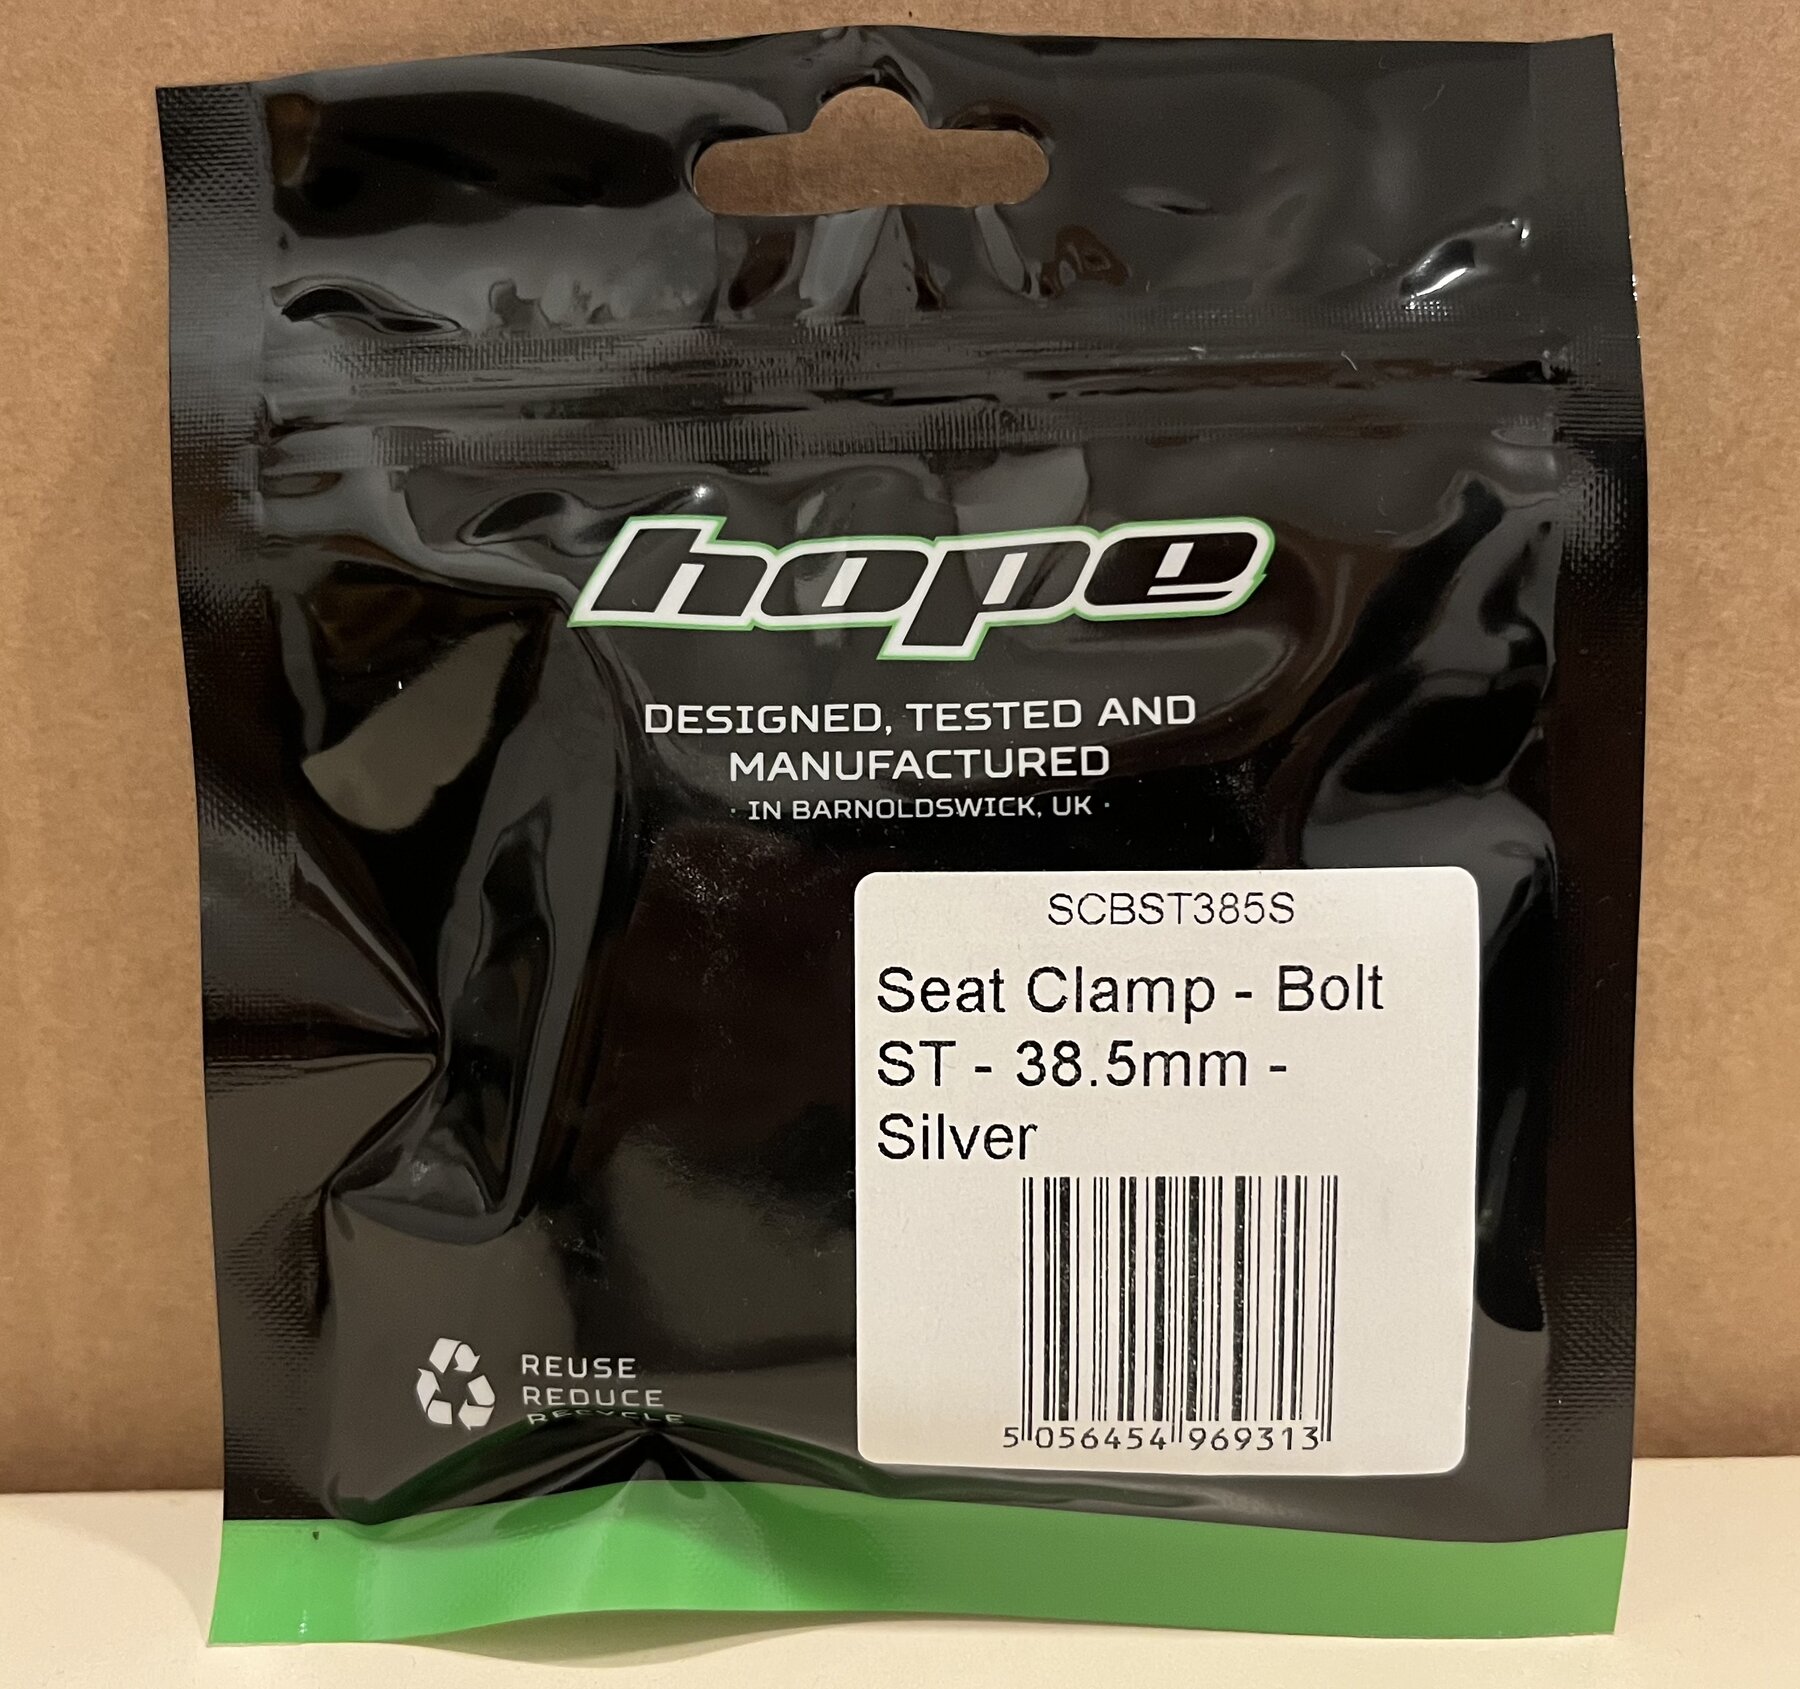 hope
DESIGNED, TESTED AND
MANUFACTURED
· IN BARNOLDSWICK, UK ·
SCBST385S
Seat Clamp - Bolt
ST - 38.5mm -
Silver
5 056454 969313
REUSE
REDUCE
RECYCLE